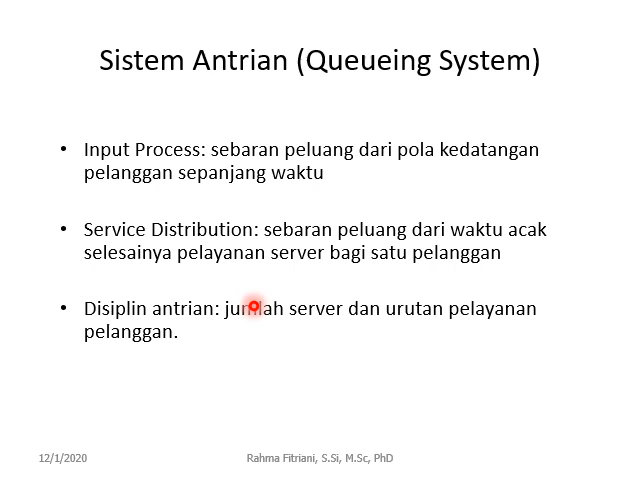 Sistem Antrian (Queueing System)
• Input Process: sebaran peluang dari pola kedatangan
pelanggan sepanjang waktu
• Service Distribution: sebaran peluang dari waktu acak
selesainya pelayanan server bagi satu pelanggan
• Disiplin antrian: jumlah server dan urutan pelayanan
pelanggan.
12/1/2020
Rahma Fitriani, S.Si, M.Sc, PhD